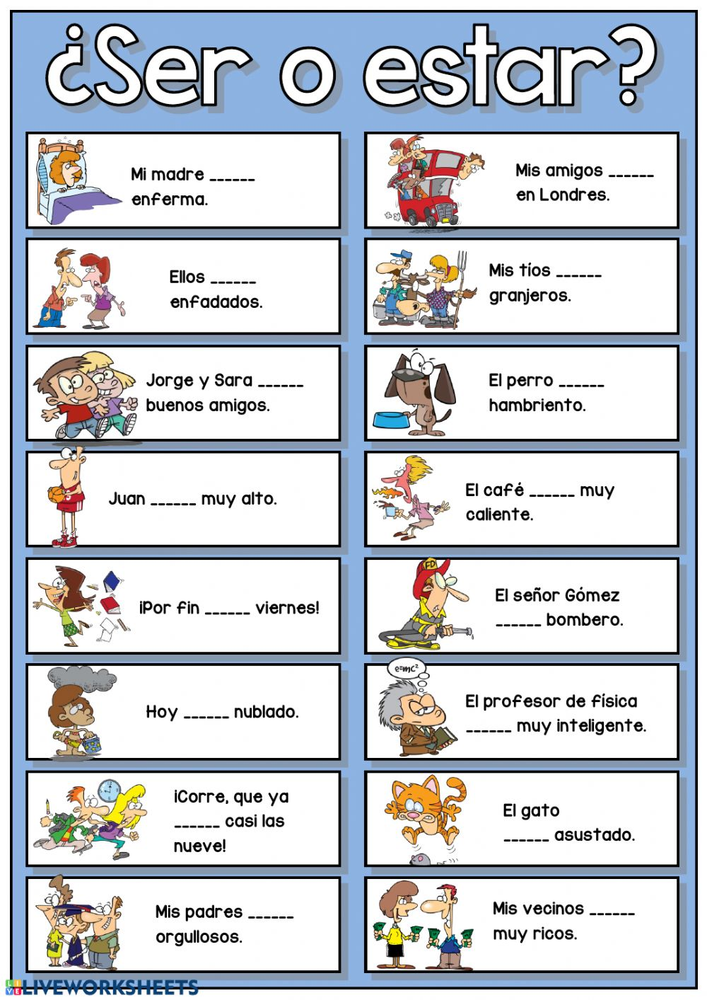 ¿Ser o estar?
Mi madre ______
enferma.
Mis amigos ______
en Londres.
Ellos ______
enfadados.
Mis tíos ______
granjeros.
Jorge y Sara ______
buenos amigos.
El perro ______
hambriento.
Juan ______ muy alto.
El café ______ muy
caliente.
¡Por fin ______ viernes!
FD
El señor Gómez
______ bombero.
Hoy ______ nublado.
e=mc²
El profesor de física
______ muy inteligente.
¡Corre, que ya
______ casi las
nueve!
El gato
______ asustado.
Mis padres ______
orgullosos.
Mis vecinos ______
muy ricos.
LIVE LIVEWORKSHEETS